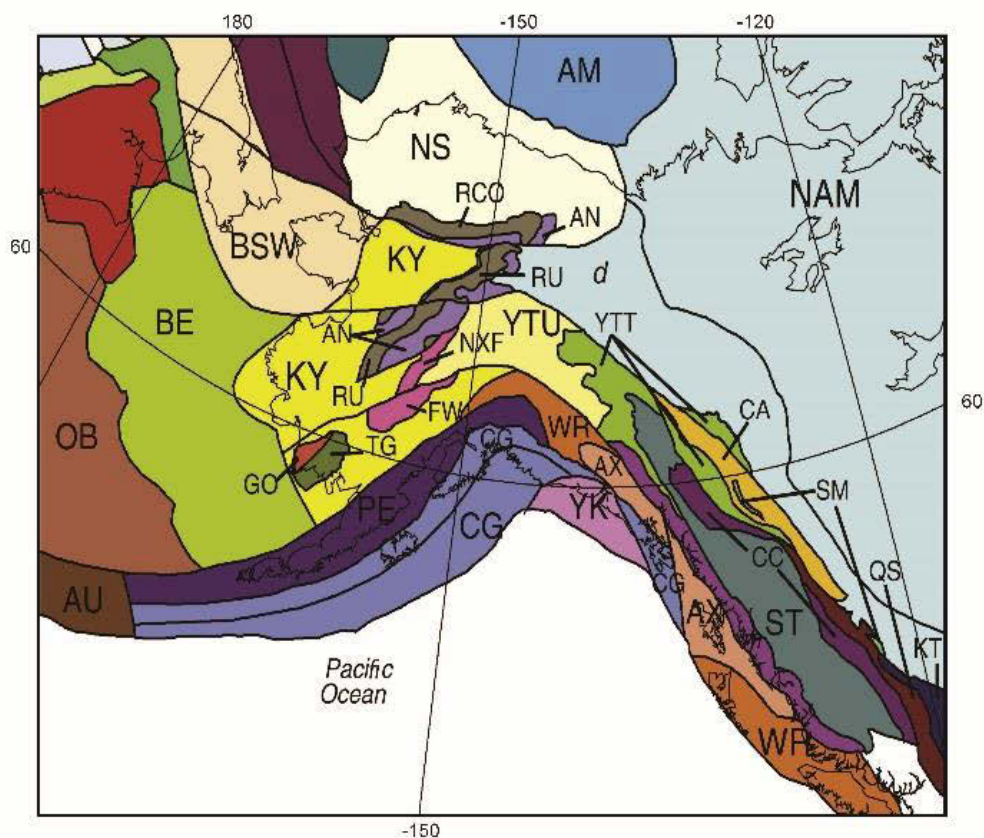 180
-150
-120
AM
NS
NAM
RCO
AN
60
BSW
KY
RU
d
BE
YTU
YTT
AN
NXF
KY
RU
CA
60
FW
WR
OB
CG
TG
AX
GO
SM
PE
YK
CG
CC
QS
CG
AU
AX
ST
KT
Pacific
Ocean
WR
-150